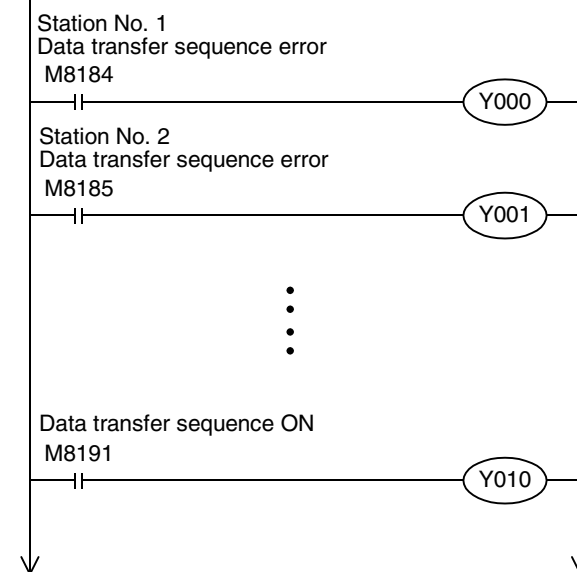 Station No. 1
Data transfer sequence error
M8184
Y000
Station No. 2
Data transfer sequence error
M8185
Y001
Data transfer sequence ON
M8191
Y010